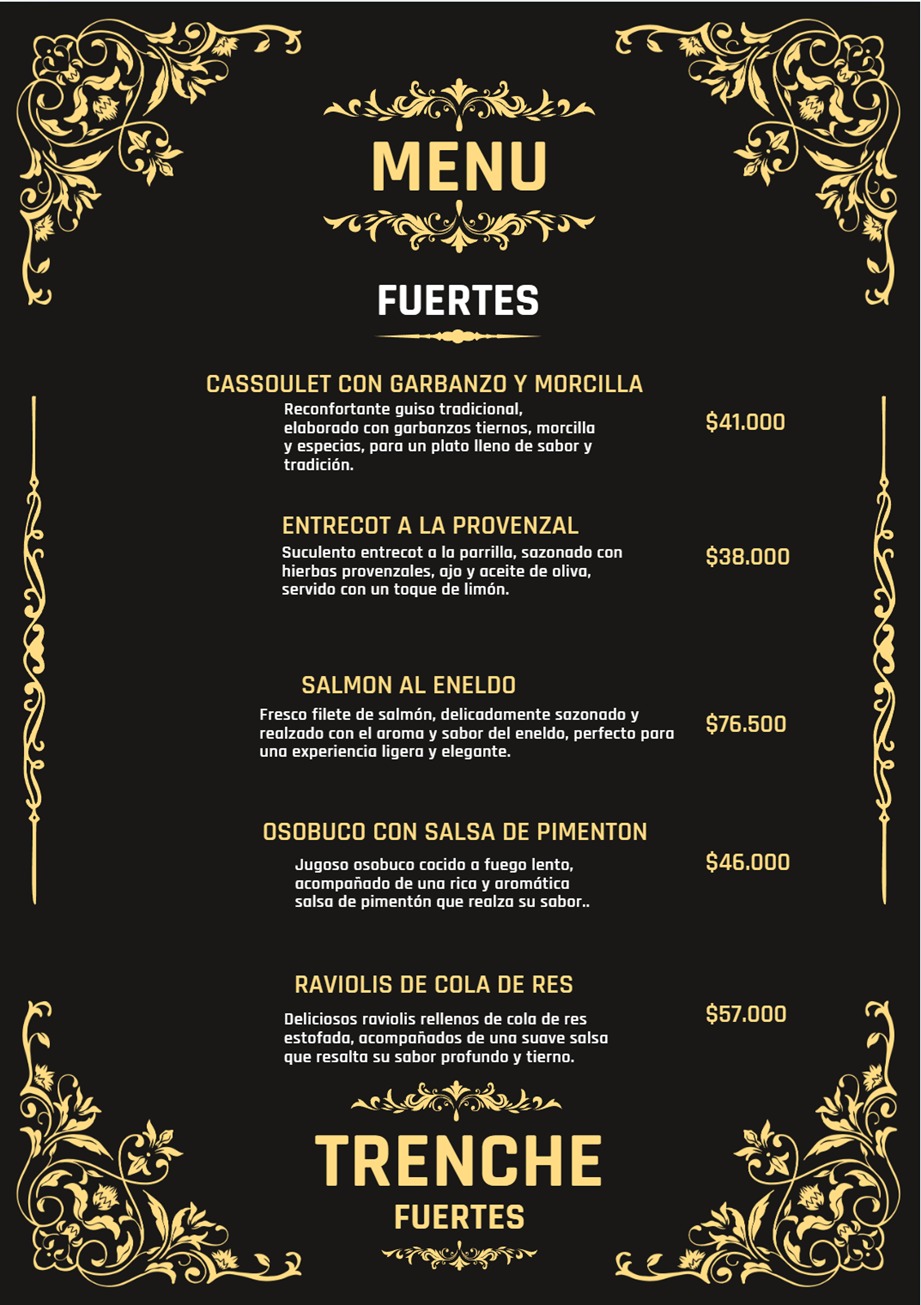 MENU
FUERTES
CASSOULET CON GARBANZO Y MORCILLA
Reconfortante guiso tradicional,
elaborado con garbanzos tiernos, morcilla
y especias, para un plato lleno de sabor y
tradición.
$41.000
ENTRECOT A LA PROVENZAL
Suculento entrecot a la parrilla, sazonado con
hierbas provenzales, ajo y aceite de oliva,
servido con un toque de limón.
$38.000
SALMON AL ENELDO
Fresco filete de salmón, delicadamente sazonado y
realzado con el aroma y sabor del eneldo, perfecto para
una experiencia ligera y elegante.
$76.500
OSOBUCO CON SALSA DE PIMENTON
Jugoso osobuco cocido a fuego lento,
acompañado de una rica y aromática
salsa de pimentón que realza su sabor..
$46.000
RAVIOLIS DE COLA DE RES
Deliciosos raviolis rellenos de cola de res
estofada, acompañados de una suave salsa
que resalta su sabor profundo y tierno.
$57.000
TRENCHE
FUERTES